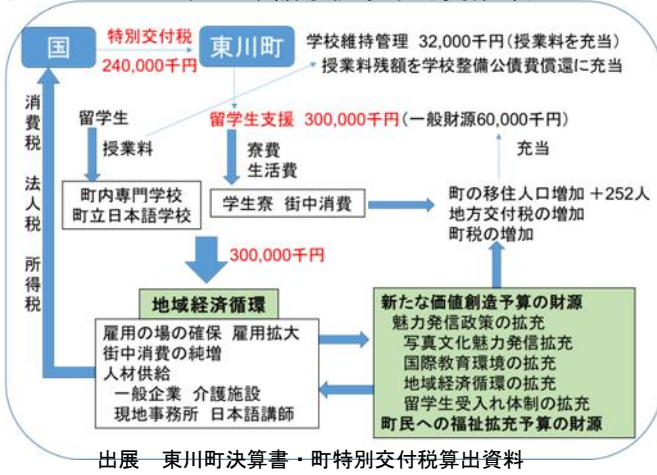 国
特別交付税
240,000千円
東川町
学校維持管理 32,000千円(授業料を充当)
授業料残額を学校整備公債費償還に充当
消費税 法人税 所得税
留学生
授業料
留学生支援 300,000千円(一般財源60,000千円)
寮費
生活費
充当
町内専門学校
町立日本語学校
学生寮 街中消費
町の移住人口増加 +252人
地方交付税の増加
町税の増加
300,000千円
地域経済循環
雇用の場の確保 雇用拡大
街中消費の純増
人材供給
一般企業 介護施設
現地事務所 日本語講師
新たな価値創造予算の財源
魅力発信政策の拡充
写真文化魅力発信拡充
国際教育環境の拡充
地域経済循環の拡充
留学生受入れ体制の拡充
町民への福祉拡充予算の財源
出展 東川町決算書・町特別交付税算出資料